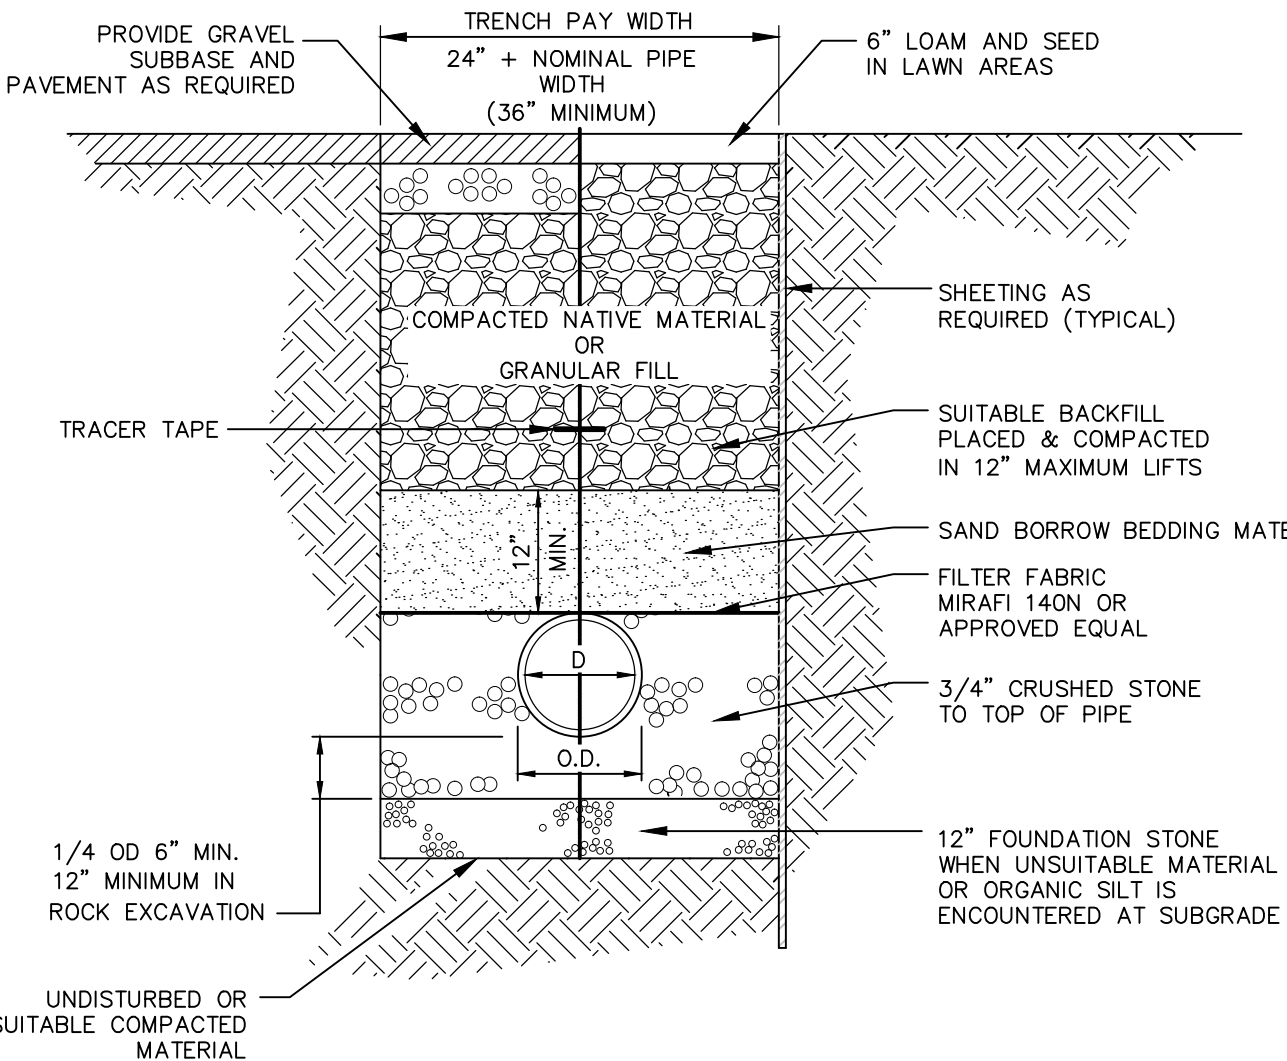 TRENCH PAY WIDTH
24” + NOMINAL PIPE
WIDTH
(36” MINIMUM)
PROVIDE GRAVEL
SUBBASE AND
PAVEMENT AS REQUIRED
6” LOAM AND SEED
IN LAWN AREAS
SHEETING AS
REQUIRED (TYPICAL)
COMPACTED NATIVE MATERIAL
OR
GRANULAR FILL
TRACER TAPE
SUITABLE BACKFILL
PLACED & COMPACTED
IN 12” MAXIMUM LIFTS
12”
MIN.
SAND BORROW BEDDING MATE
FILTER FABRIC
MIRAFI 140N OR
APPROVED EQUAL
D
3/4” CRUSHED STONE
TO TOP OF PIPE
O.D.
1/4 OD 6” MIN.
12” MINIMUM IN
ROCK EXCAVATION
12” FOUNDATION STONE
WHEN UNSUITABLE MATERIAL
OR ORGANIC SILT IS
ENCOUNTERED AT SUBGRADE
UNDISTURBED OR
SUITABLE COMPACTED
MATERIAL